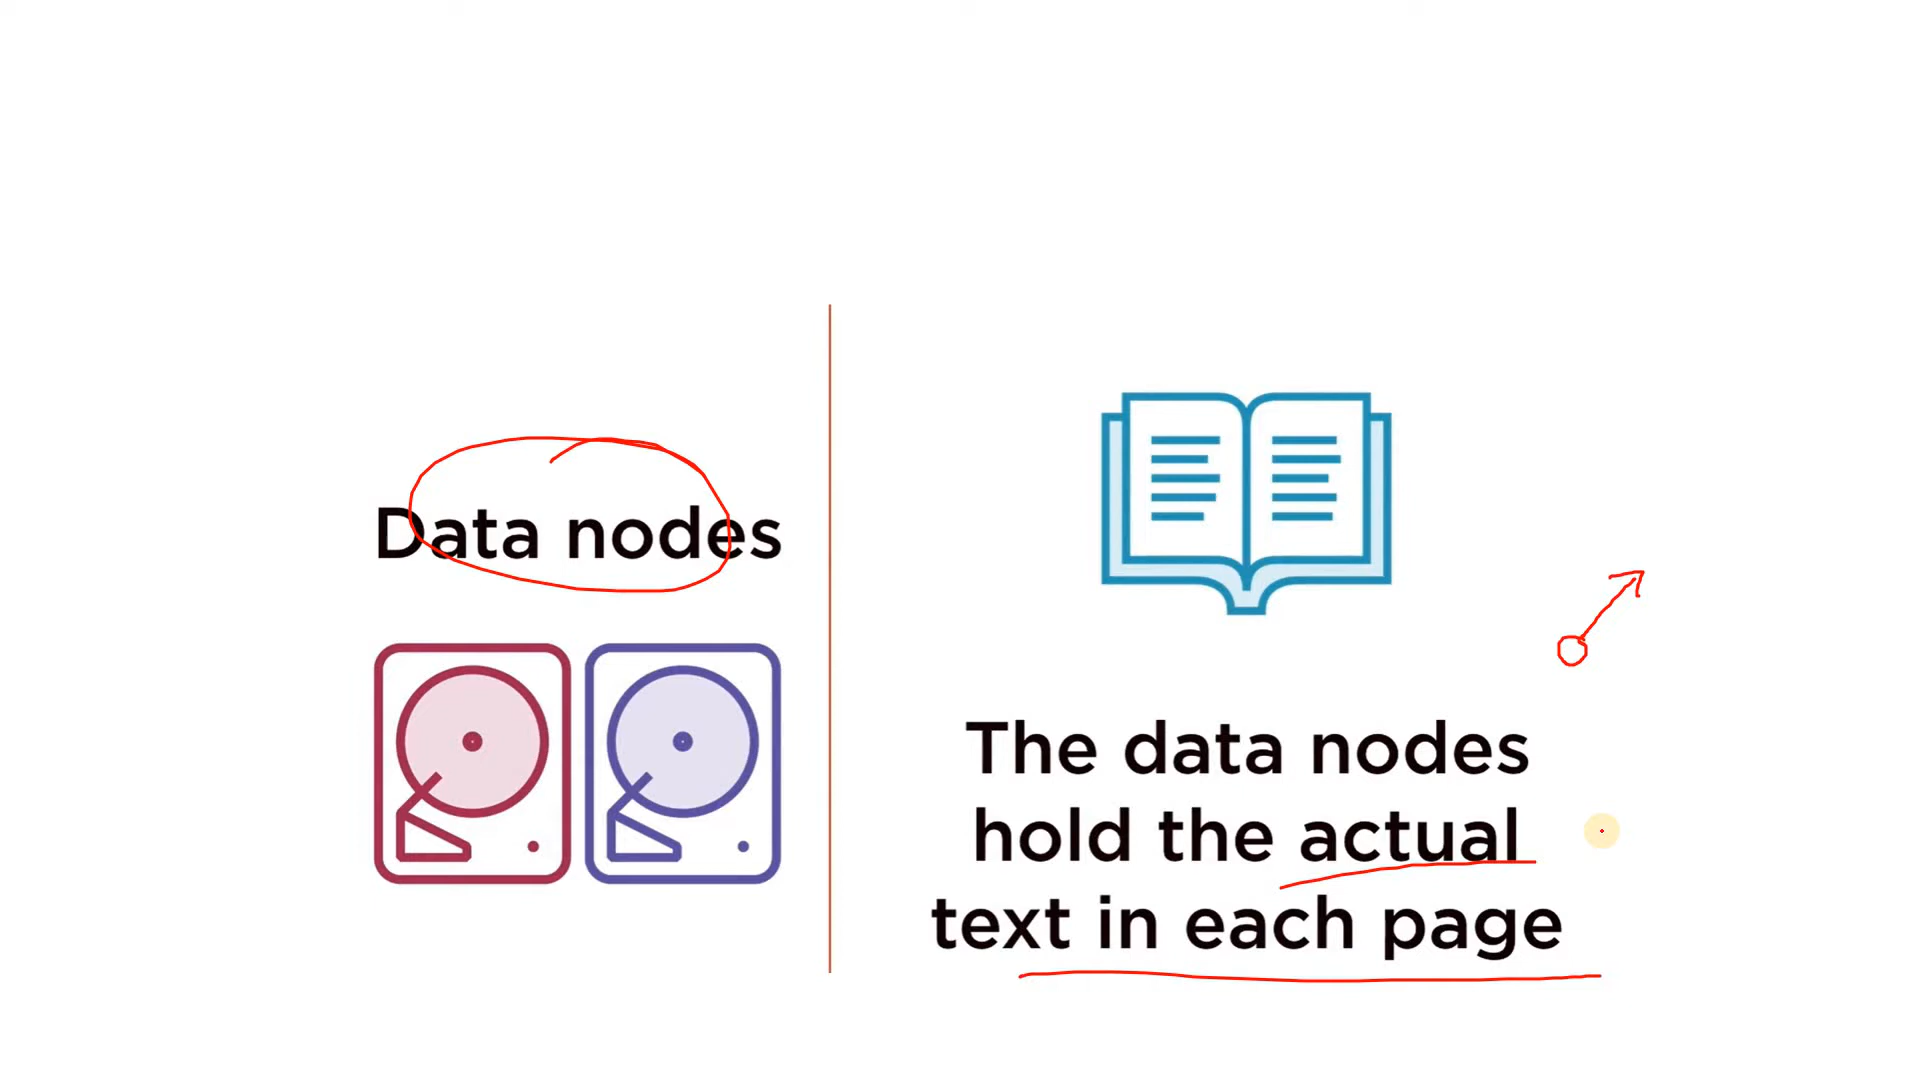 Data nodes
The data nodes
hold the actual
text in each page